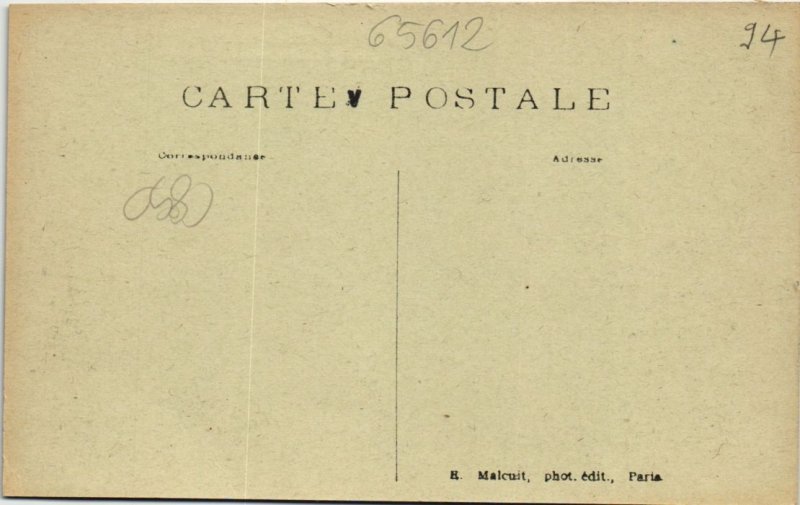 65612
94
CARTE POSTALE
Correspondance
Adresse
E. Malcuit, phot. édit., Paris